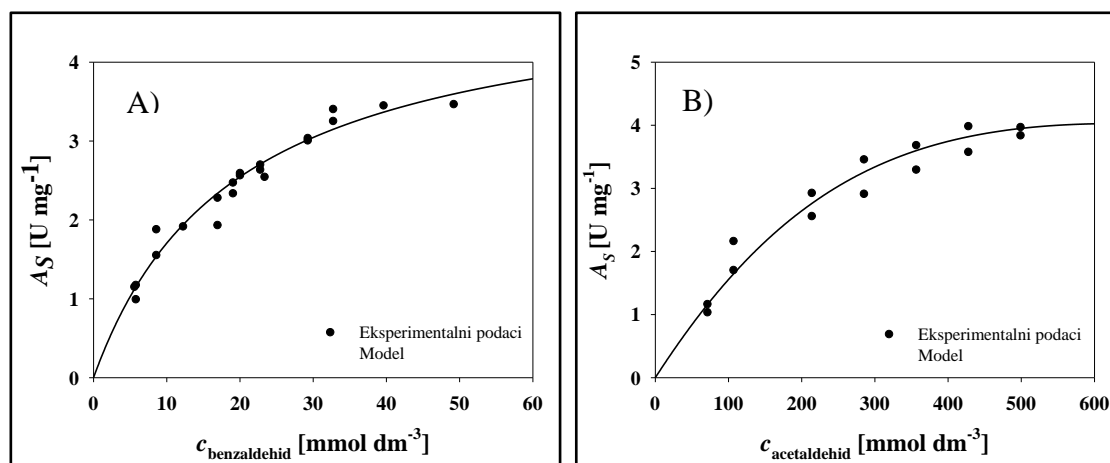 A)
A_S [U mg^-1]
4
3
2
1
0
0 10 20 30 40 50 60
c_benzaldehid [mmol dm^-3]
Eksperimentalni podaci
Model
B)
A_S [U mg^-1]
5
4
3
2
1
0
0 100 200 300 400 500 600
c_acetaldehid [mmol dm^-3]
Eksperimentalni podaci
Model